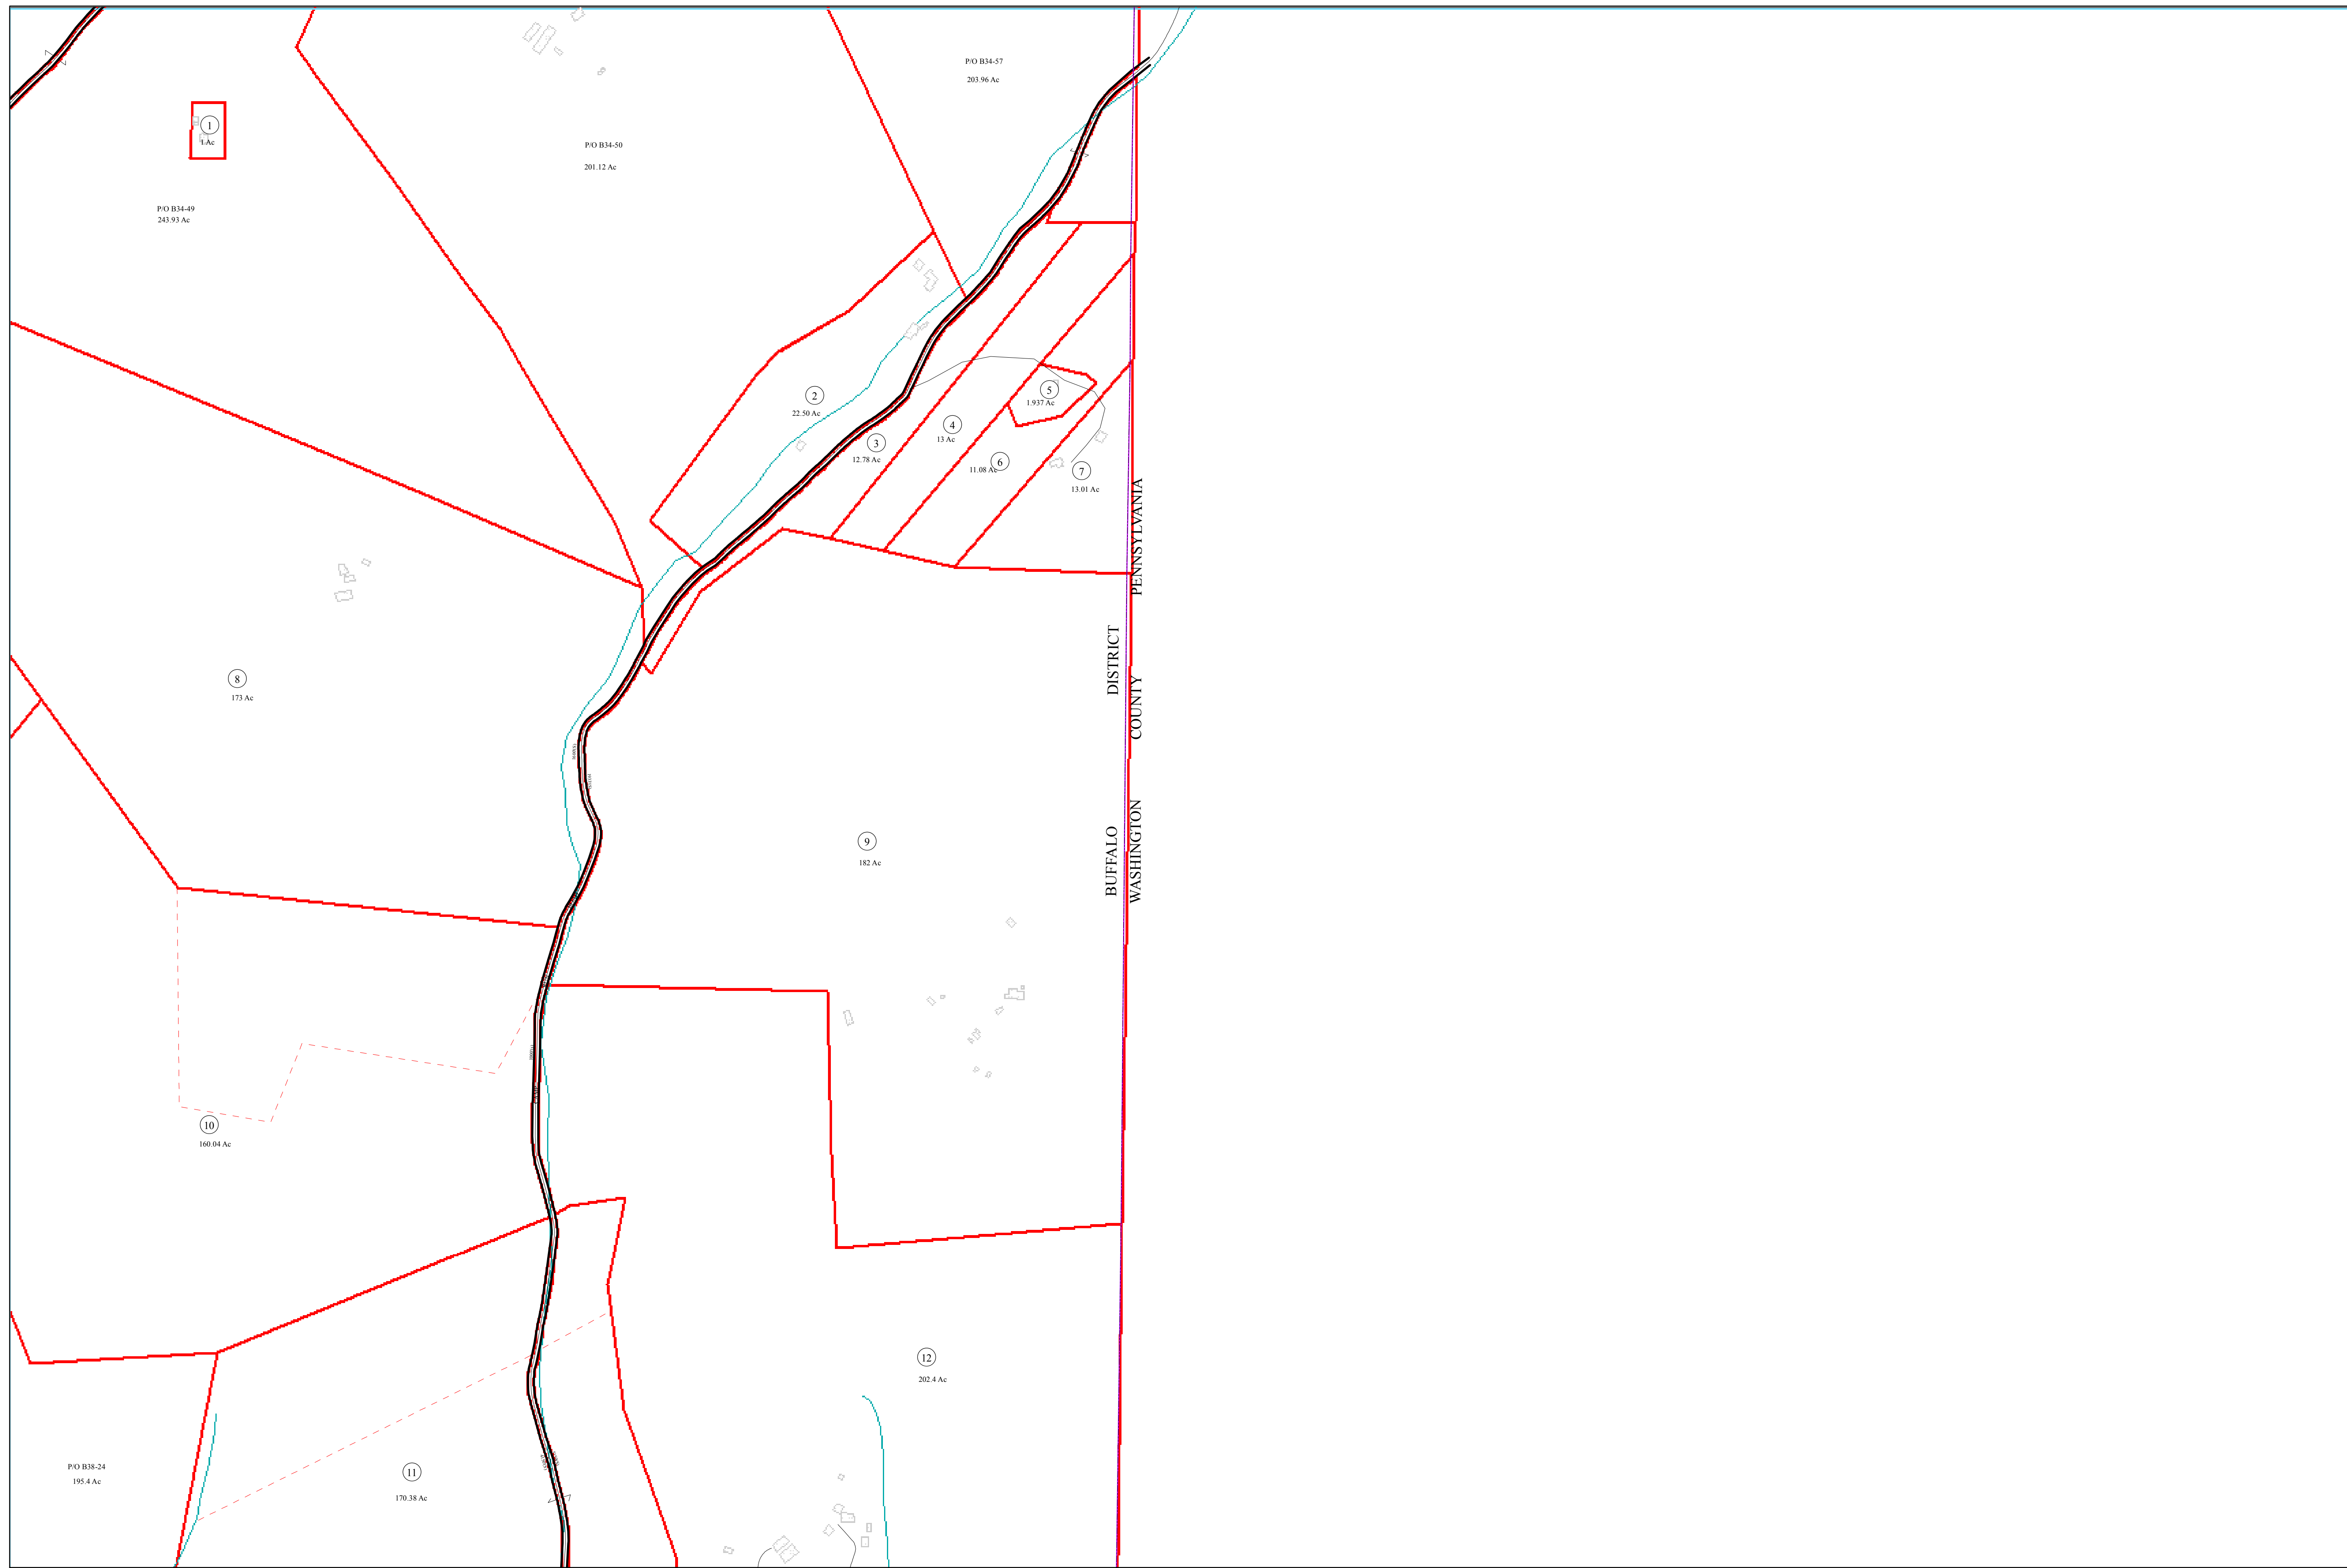 P/O B34-57
203.96 Ac
1
1 Ac
P/O B34-50
201.12 Ac
P/O B34-49
243.93 Ac
2
22.50 Ac
3
12.78 Ac
4
13 Ac
5
1.937 Ac
6
11.08 Ac
7
13.01 Ac
8
173 Ac
9
182 Ac
BUFFALO DISTRICT
WASHINGTON COUNTY PENNSYLVANIA
10
160.04 Ac
12
202.4 Ac
P/O B38-24
195.4 Ac
11
170.38 Ac